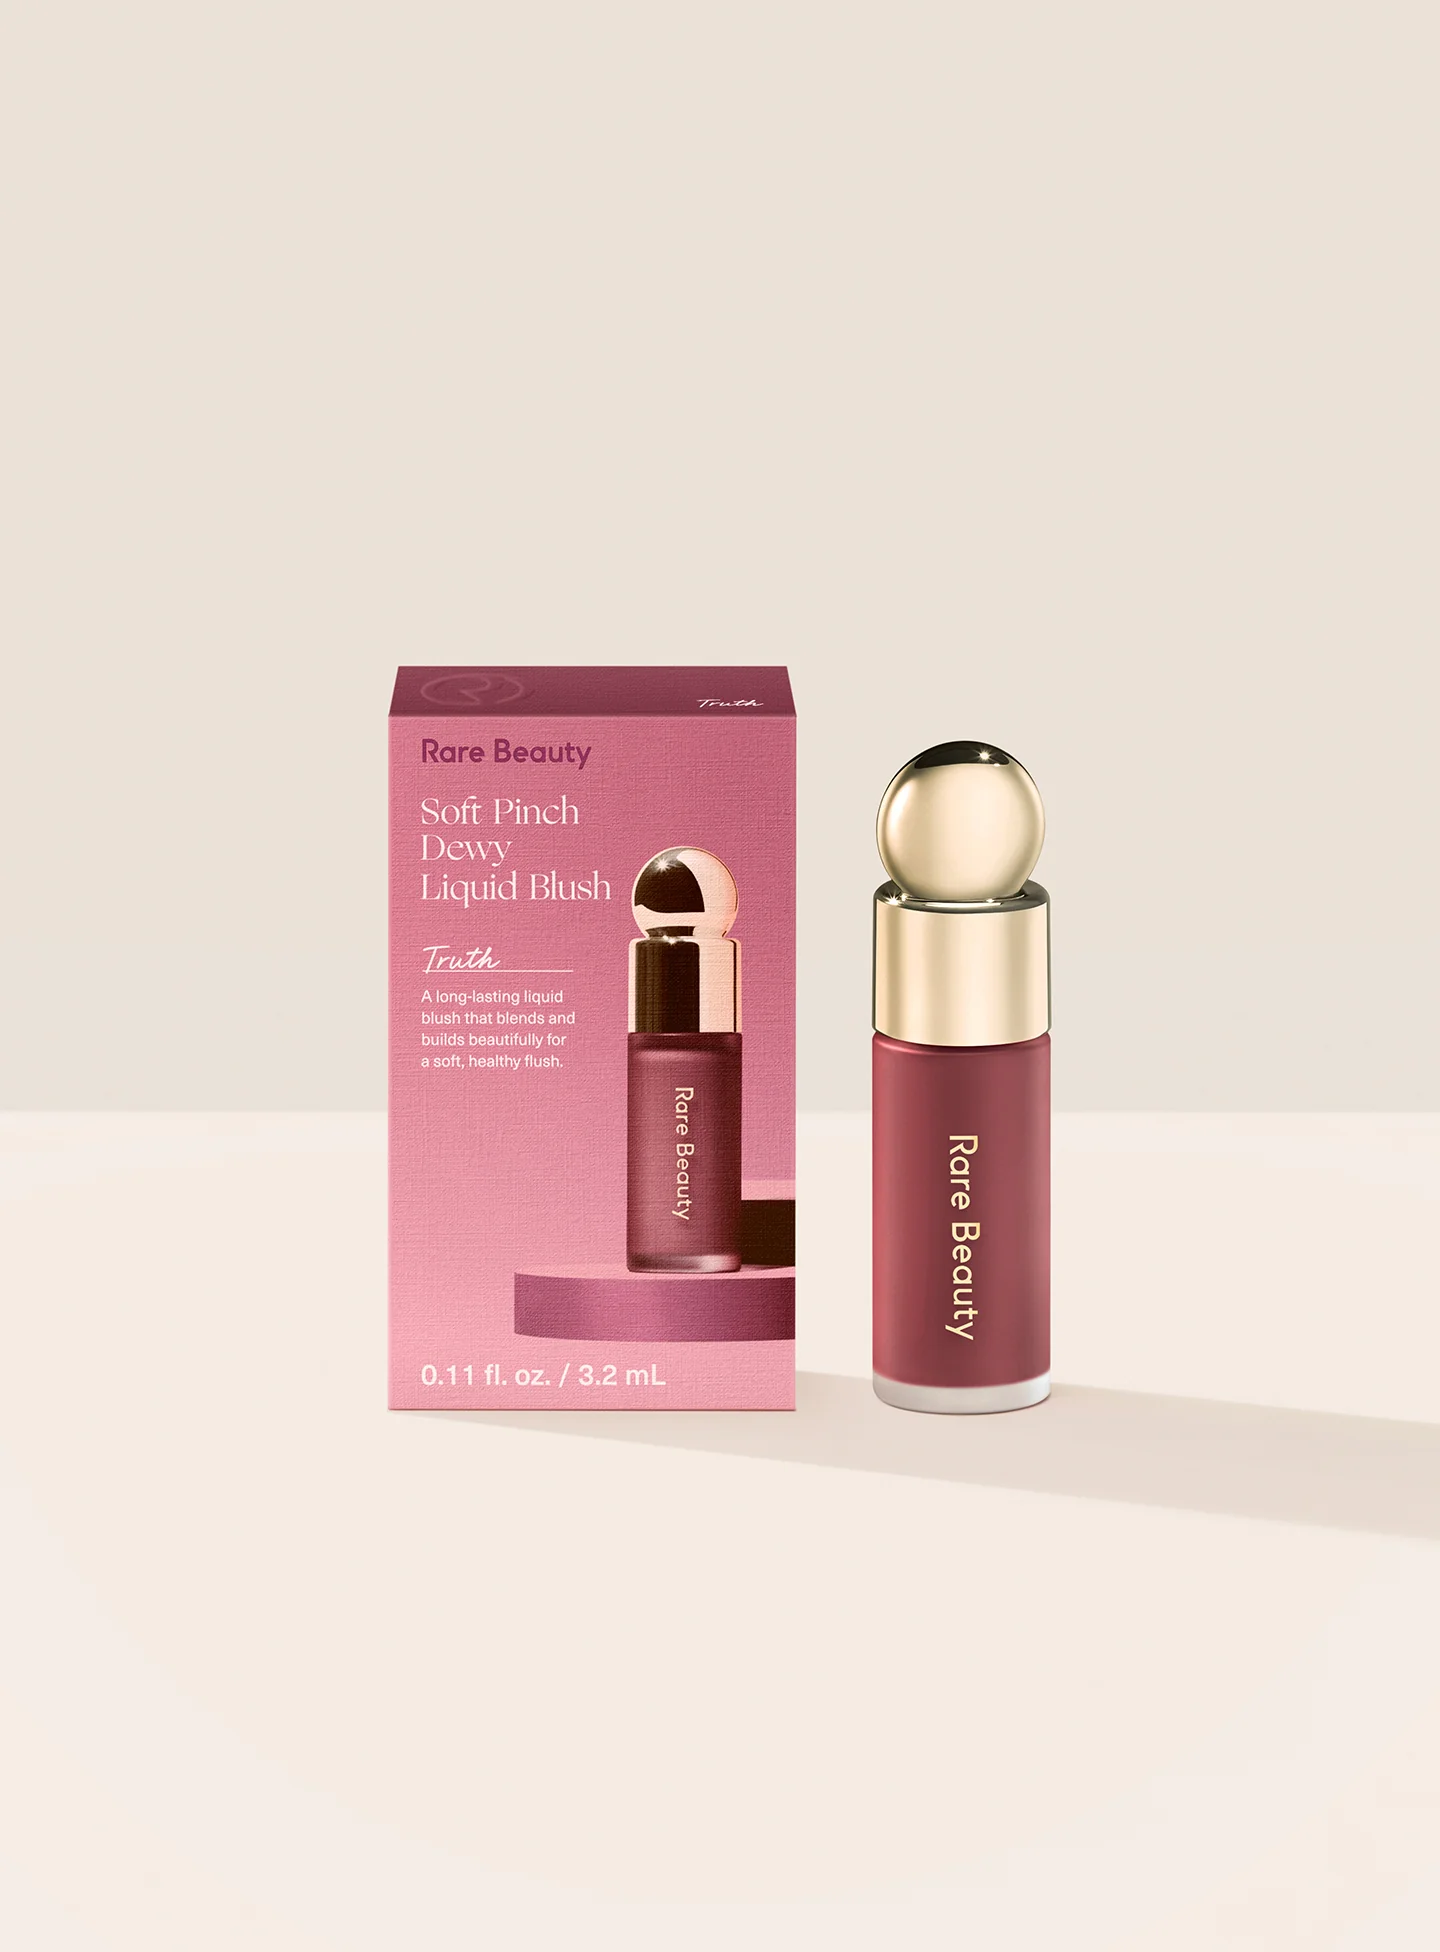 Truth
Rare Beauty
Soft Pinch
Dewy
Liquid Blush
Truth
A long-lasting liquid
blush that blends and
builds beautifully for
a soft, healthy flush.
Rare Beauty
0.11 fl. oz. / 3.2 mL
Rare Beauty